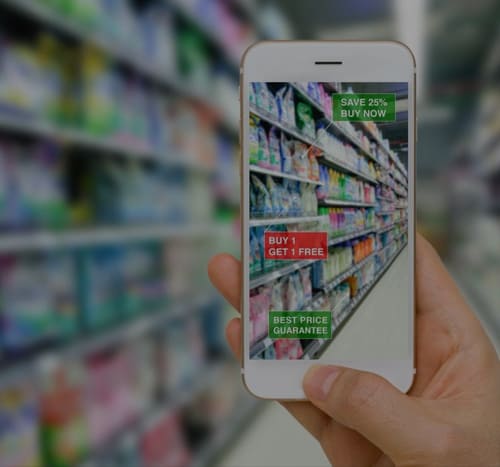 SAVE 25%
BUY NOW
BUY 1
GET 1 FREE
BEST PRICE
GUARANTEE